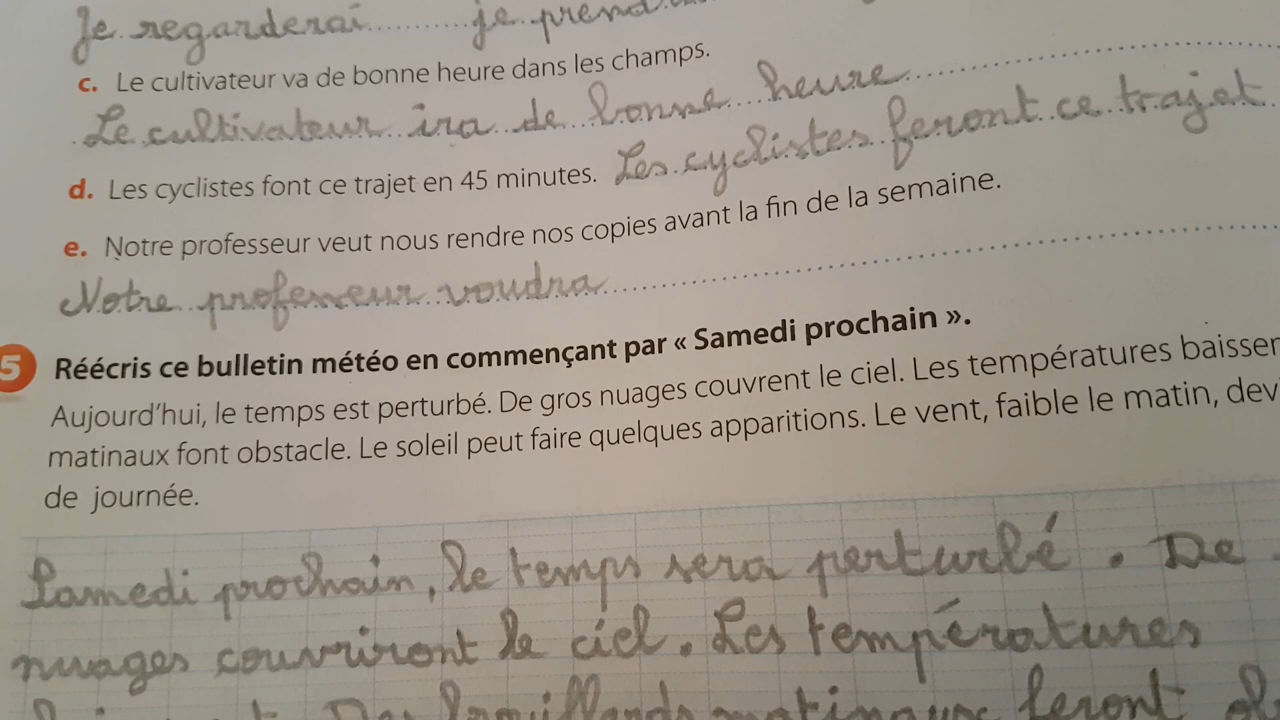 Je regarderai ........ je prend
c. Le cultivateur va de bonne heure dans les champs.
Le cultivateur ira de bonne heure
d. Les cyclistes font ce trajet en 45 minutes. Les cyclistes feront ce trajet
e. Notre professeur veut nous rendre nos copies avant la fin de la semaine.
Notre professeur voudra
5 Réécris ce bulletin météo en commençant par « Samedi prochain ».
Aujourd'hui, le temps est perturbé. De gros nuages couvrent le ciel. Les températures baisser
matinaux font obstacle. Le soleil peut faire quelques apparitions. Le vent, faible le matin, dev
de journée.
Samedi prochain, le temps sera perturbé. De
nuages couvriront le ciel. Les températures
Des brouillards matinaux feront